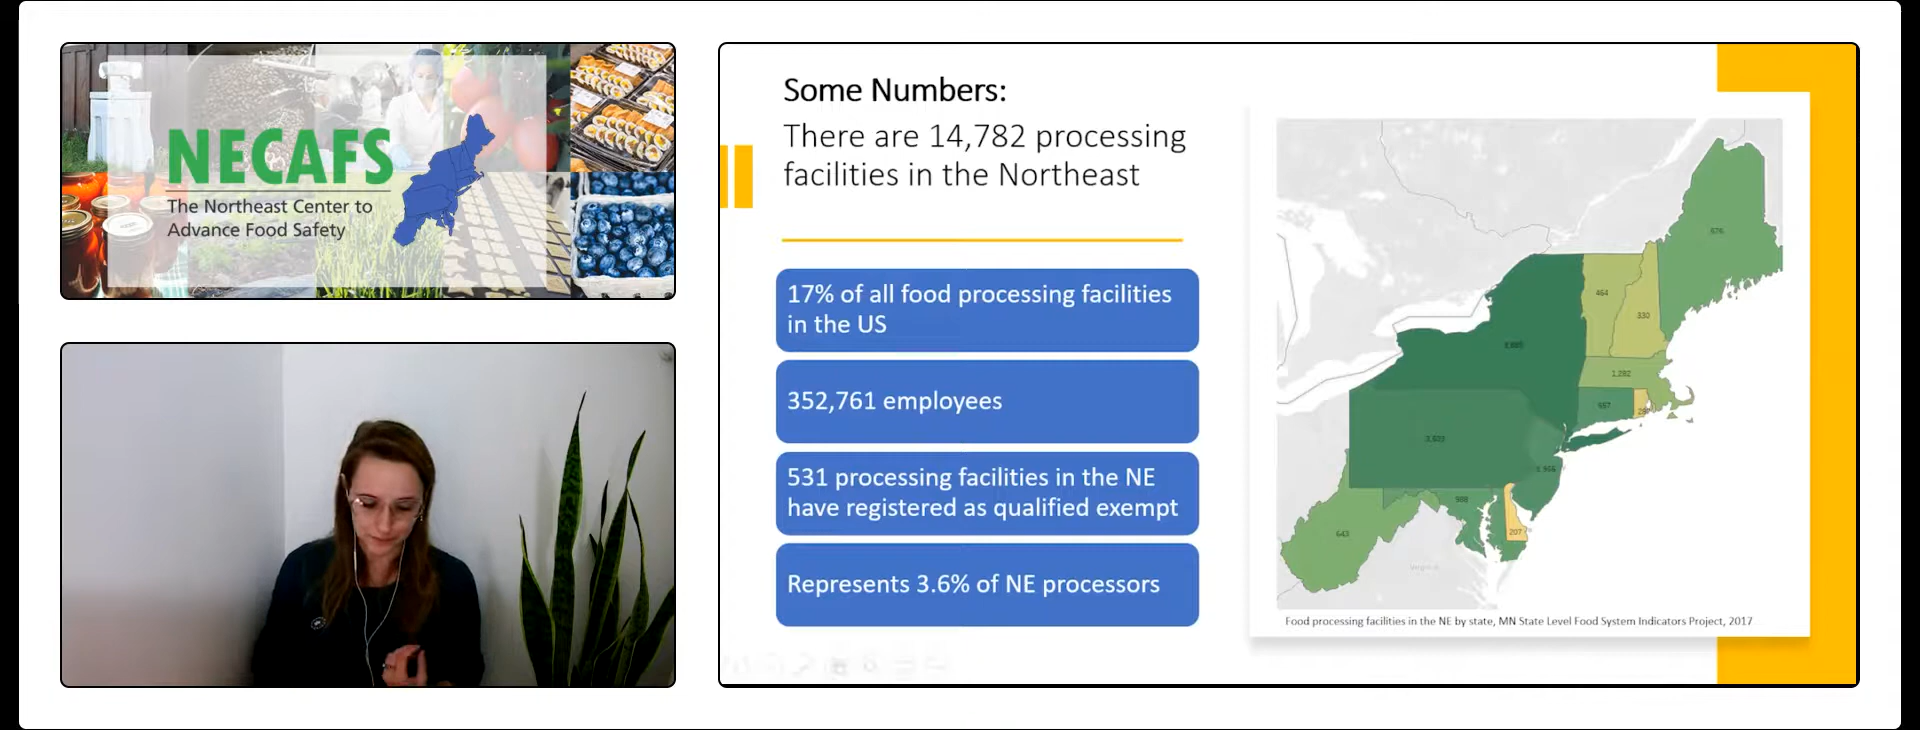 NECAFS
The Northeast Center to
Advance Food Safety
Some Numbers:
There are 14,782 processing
facilities in the Northeast
17% of all food processing facilities
in the US
352,761 employees
531 processing facilities in the NE
have registered as qualified exempt
Represents 3.6% of NE processors
464
330
1,282
207
643
Food processing facilities in the NE by state, MN State Level Food System Indicators Project, 2017